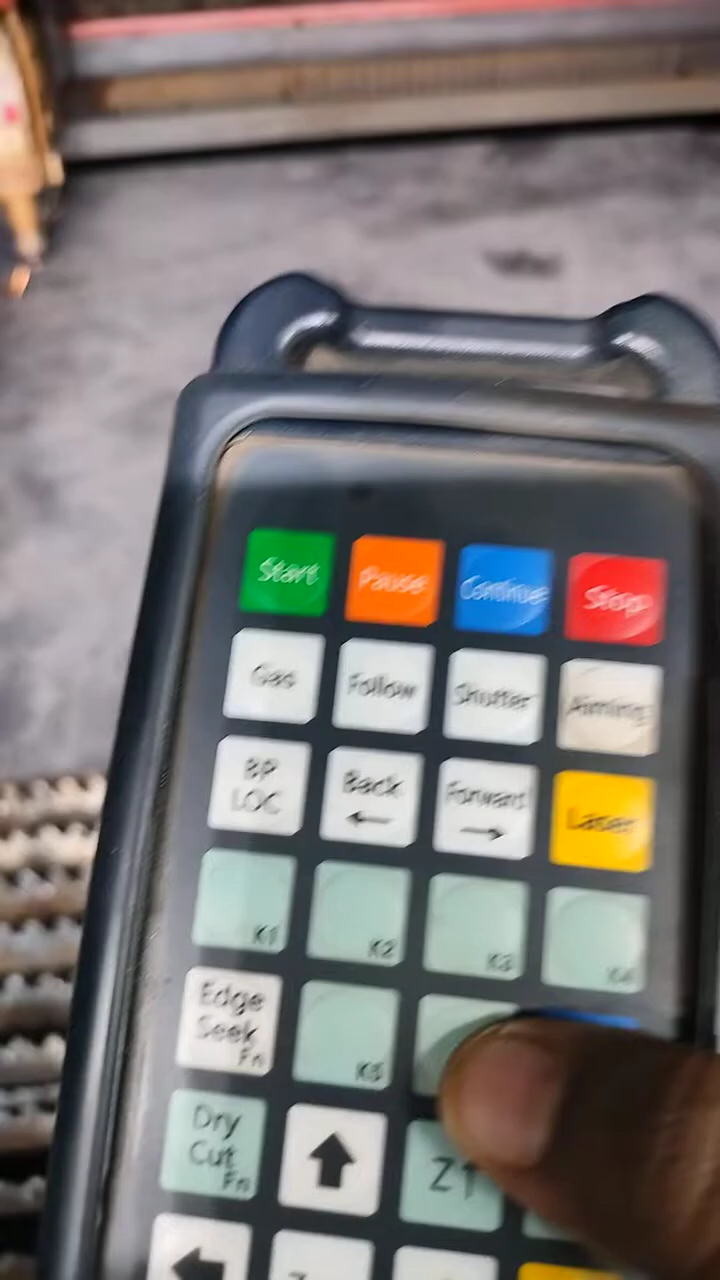 Start Pause Continue Stop
Gas Follow Shutter Aiming
BP
LOC
Back
←
Forward
→
Laser
K1 K2 K3 K4
Edge
Seek
Fn
K5
Dry
Cut
Fn
Z↑